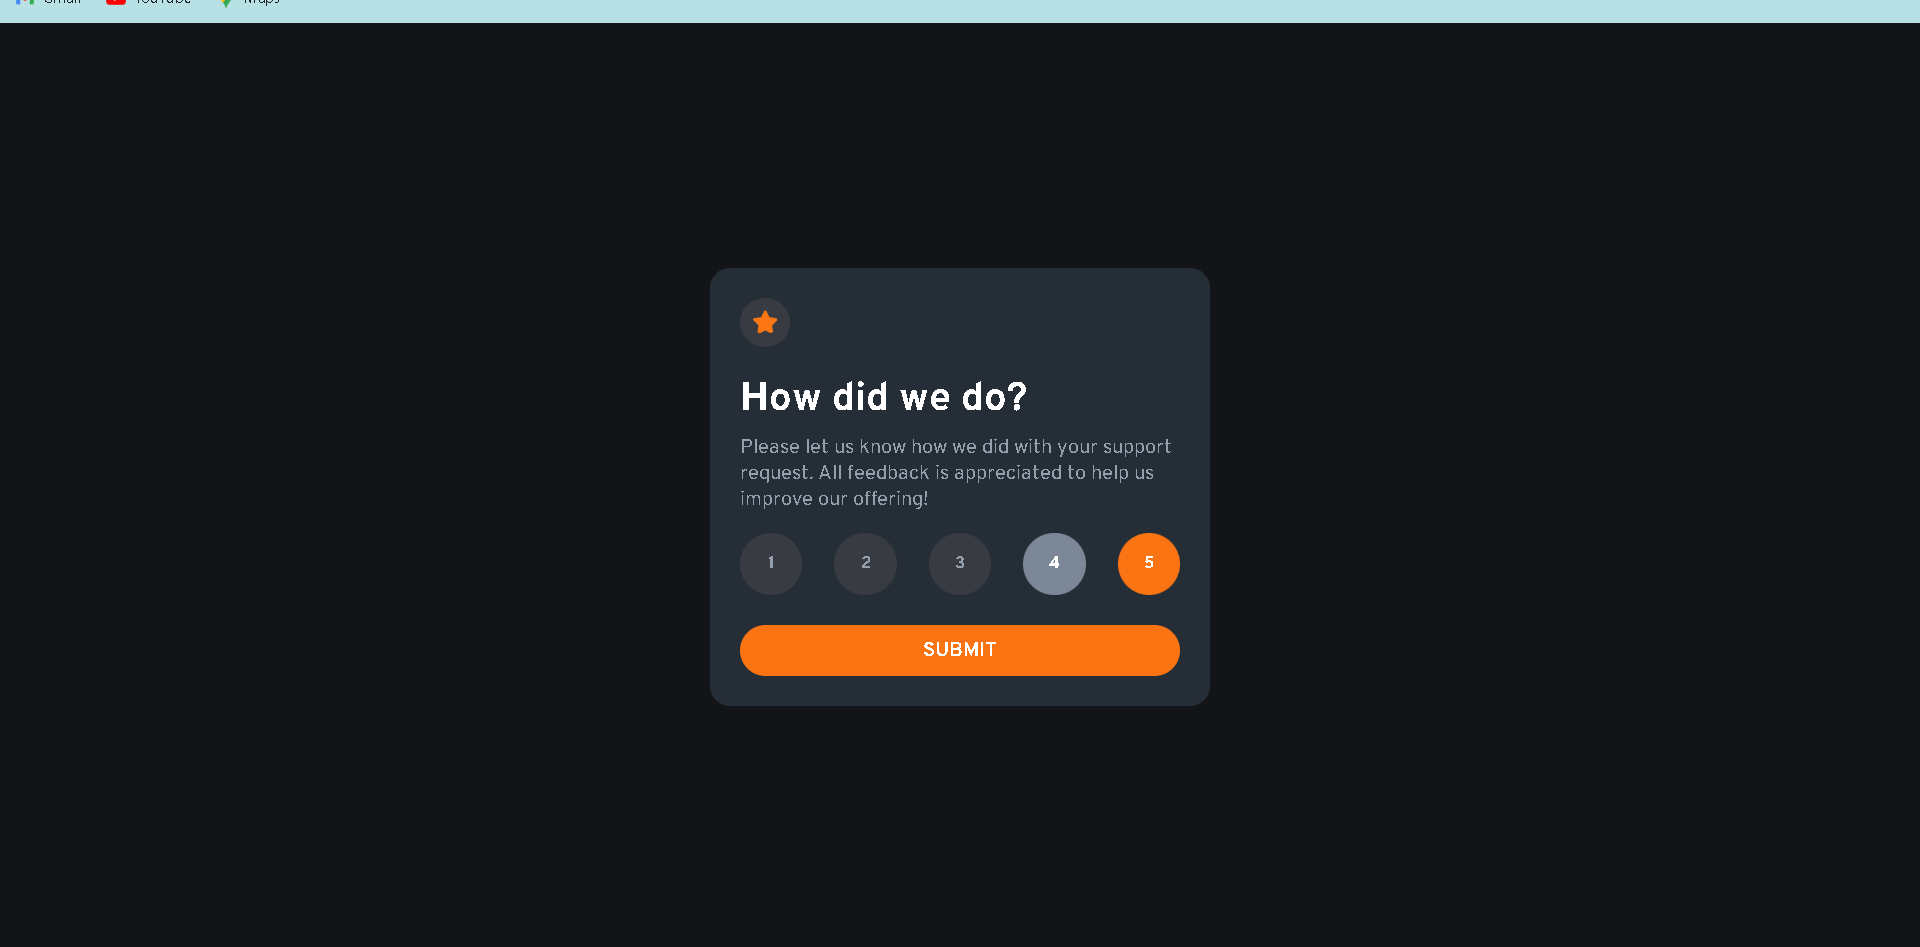 Gmail YouTube Maps
How did we do?
Please let us know how we did with your support
request. All feedback is appreciated to help us
improve our offering!
1 2 3 4 5
SUBMIT